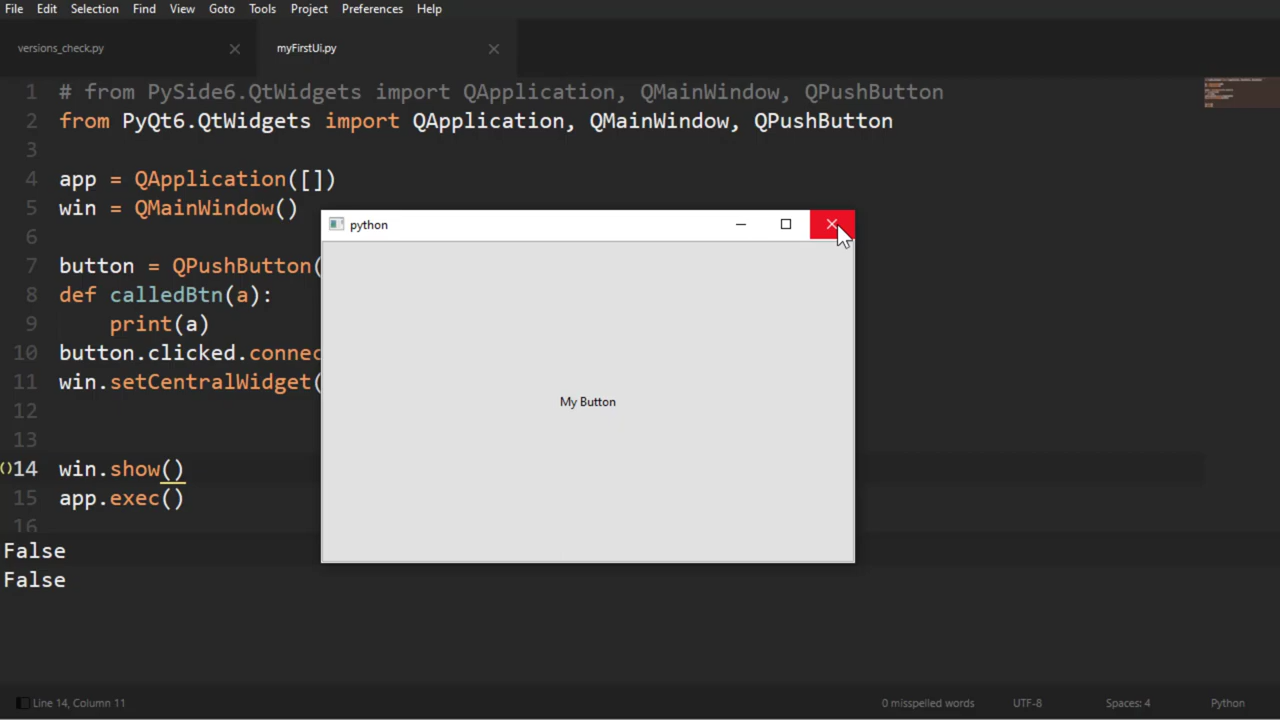 File Edit Selection Find View Goto Tools Project Preferences Help
versions_check.py myFirstUi.py
1 # from PySide6.QtWidgets import QApplication, QMainWindow, QPushButton
2 from PyQt6.QtWidgets import QApplication, QMainWindow, QPushButton
3
4 app = QApplication([])
5 win = QMainWindow()
6
python
7 button = QPushButton(
8 def calledBtn(a):
9 print(a)
10 button.clicked.connec
11 win.setCentralWidget(
My Button
12
13
()14 win.show()
15 app.exec()
16
False
False
Line 14, Column 11 0 misspelled words UTF-8 Spaces: 4 Python